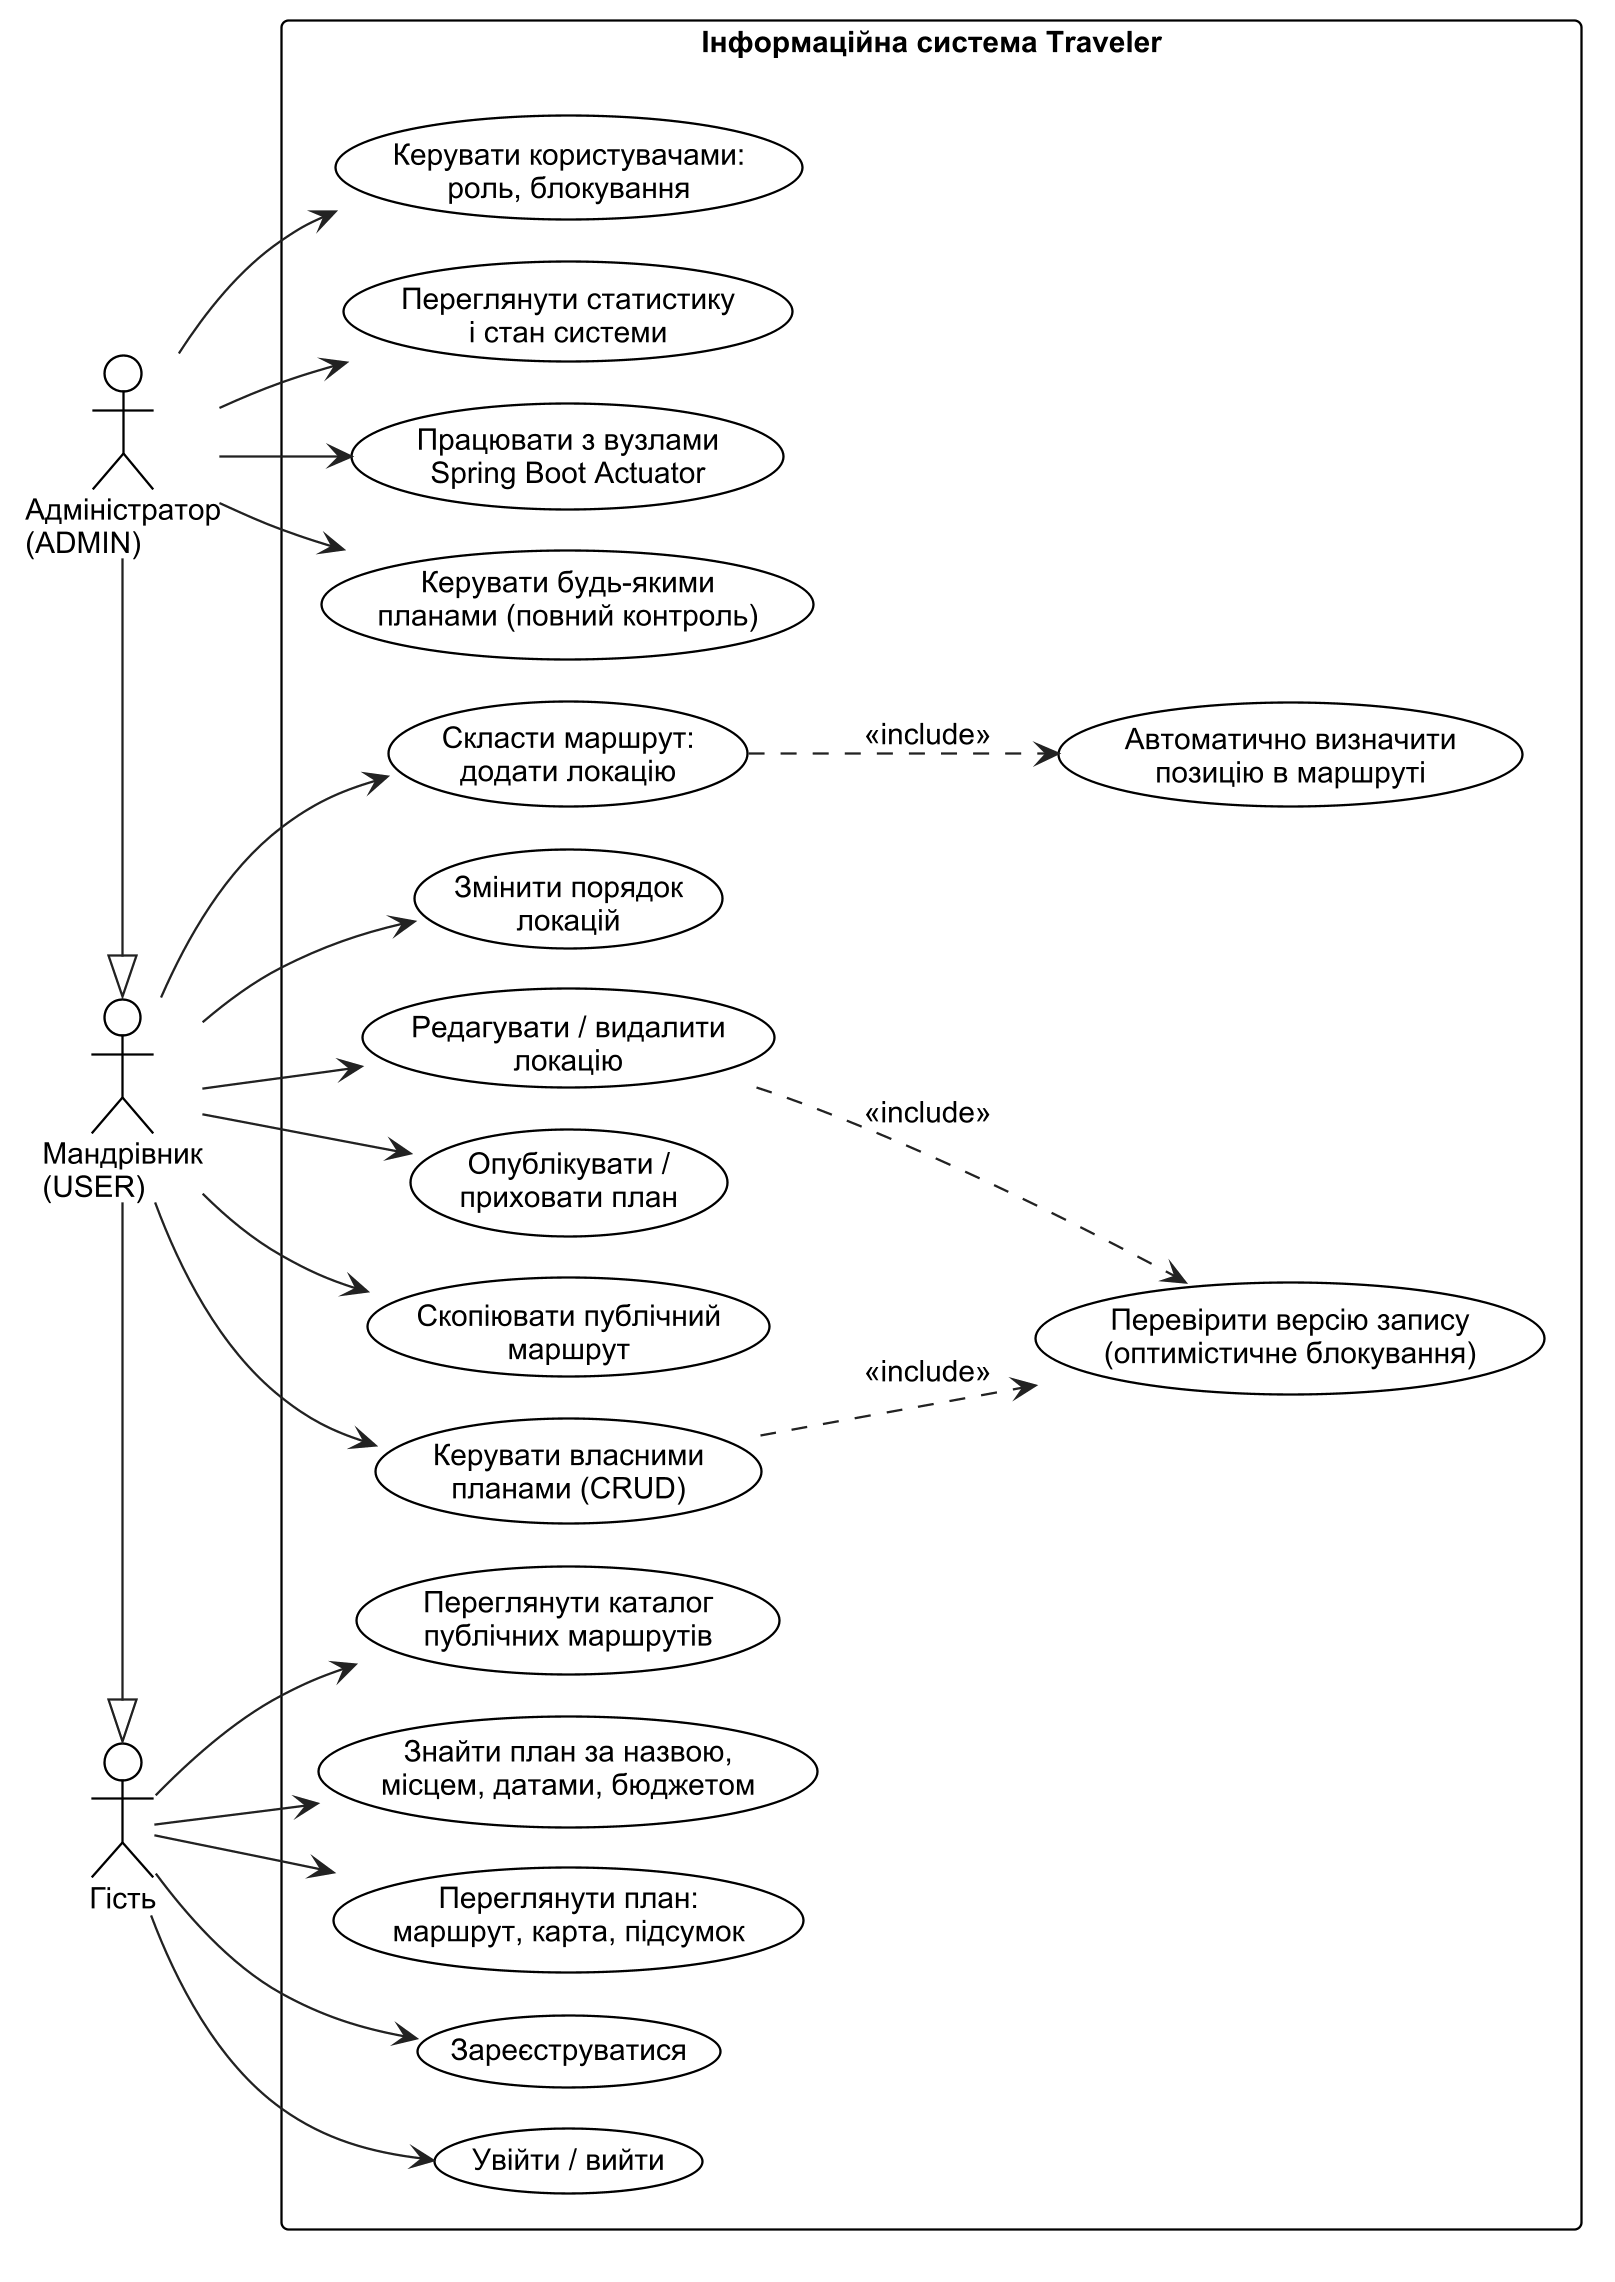 Інформаційна система Traveler
Керувати користувачами:
роль, блокування
Переглянути статистику
і стан системи
Працювати з вузлами
Spring Boot Actuator
Адміністратор
(ADMIN)
Керувати будь-якими
планами (повний контроль)
Скласти маршрут:
додати локацію
«include»
Автоматично визначити
позицію в маршруті
Змінити порядок
локацій
Редагувати / видалити
локацію
«include»
Мандрівник
(USER)
Опублікувати /
приховати план
Скопіювати публічний
маршрут
Перевірити версію запису
(оптимістичне блокування)
«include»
Керувати власними
планами (CRUD)
Переглянути каталог
публічних маршрутів
Знайти план за назвою,
місцем, датами, бюджетом
Гість
Переглянути план:
маршрут, карта, підсумок
Зареєструватися
Увійти / вийти